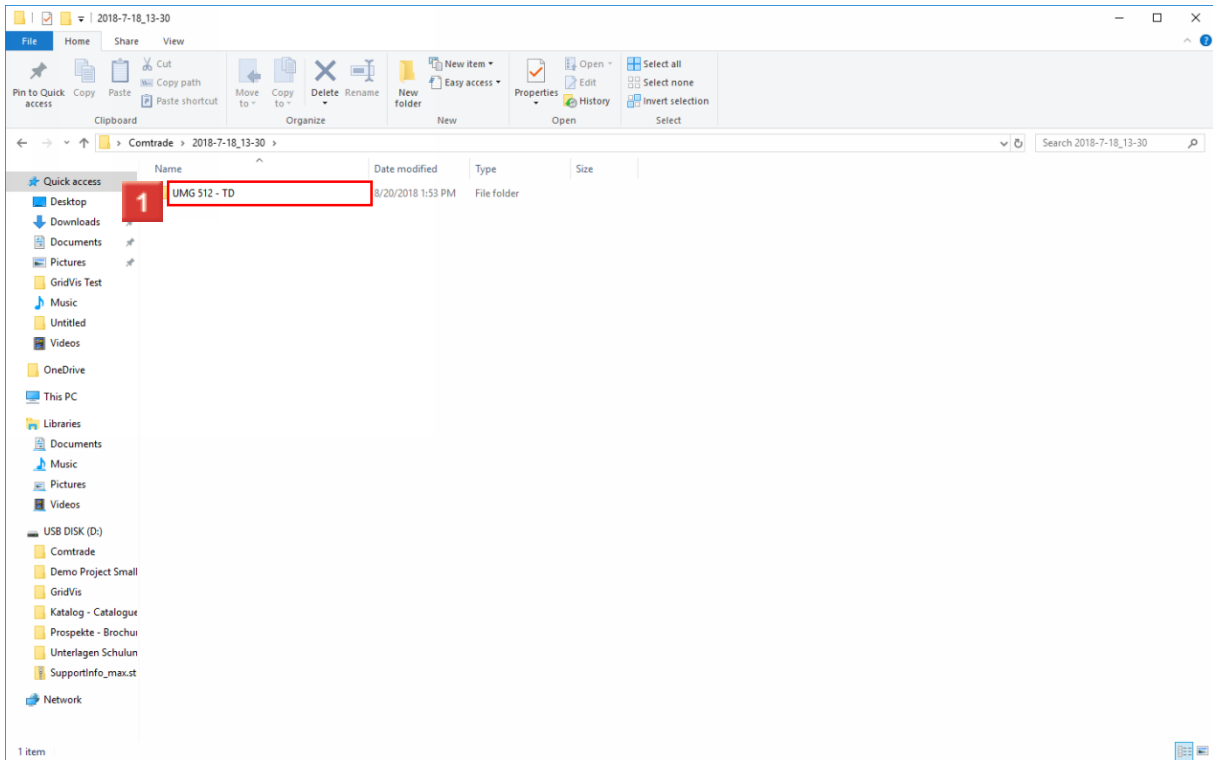 2018-7-18_13-30
File Home Share View
Pin to Quick access
Copy
Paste
Cut
Copy path
Paste shortcut
Clipboard
Move to
Copy to
Delete
Rename
Organize
New folder
New item
Easy access
New
Properties
Open
Edit
History
Open
Select all
Select none
Invert selection
Select
Comtrade > 2018-7-18_13-30 >
Search 2018-7-18_13-30
Name Date modified Type Size
1
UMG 512 - TD 8/20/2018 1:53 PM File folder
Quick access
Desktop
Downloads
Documents
Pictures
GridVis Test
Music
Untitled
Videos
OneDrive
This PC
Libraries
Documents
Music
Pictures
Videos
USB DISK (D:)
Comtrade
Demo Project Small
GridVis
Katalog - Catalogue
Prospekte - Brochu
Unterlagen Schulun
SupportInfo_max.st
Network
1 item